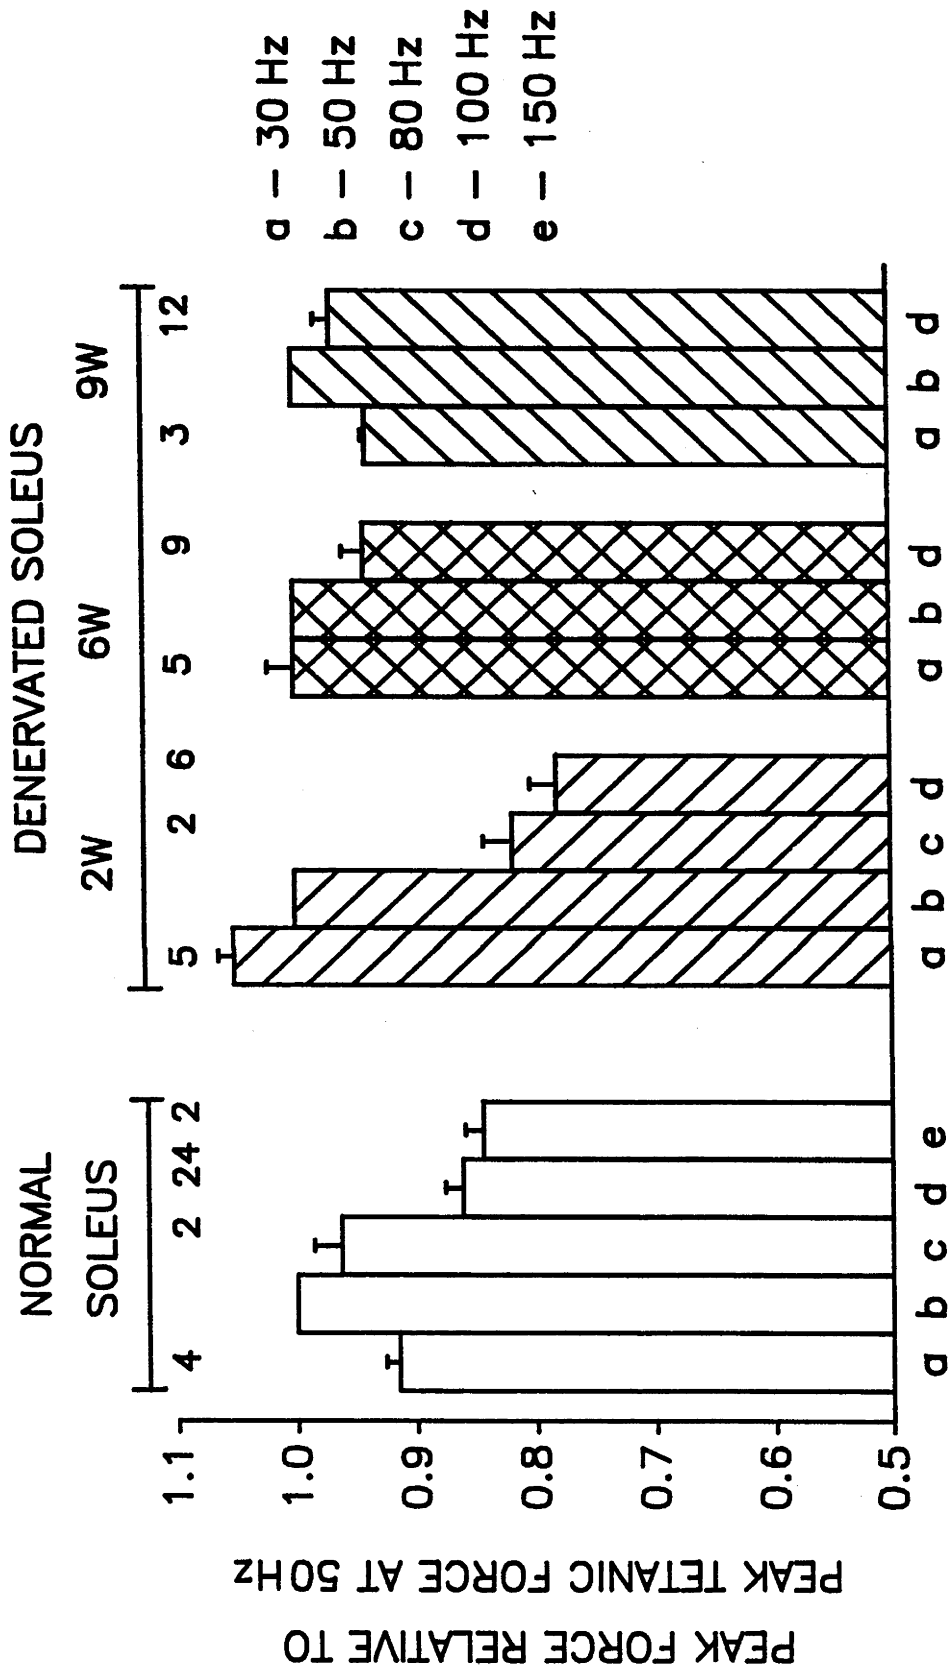 DENERVATED SOLEUS
NORMAL
SOLEUS
2W 6W 9W
4 2 24 2 5 2 6 5 9 3 12
a – 30 Hz
b – 50 Hz
c – 80 Hz
d – 100 Hz
e – 150 Hz
PEAK FORCE RELATIVE TO
PEAK TETANIC FORCE AT 50Hz
1.1
1.0
0.9
0.8
0.7
0.6
0.5
a b c d e a b c d a b d a b d